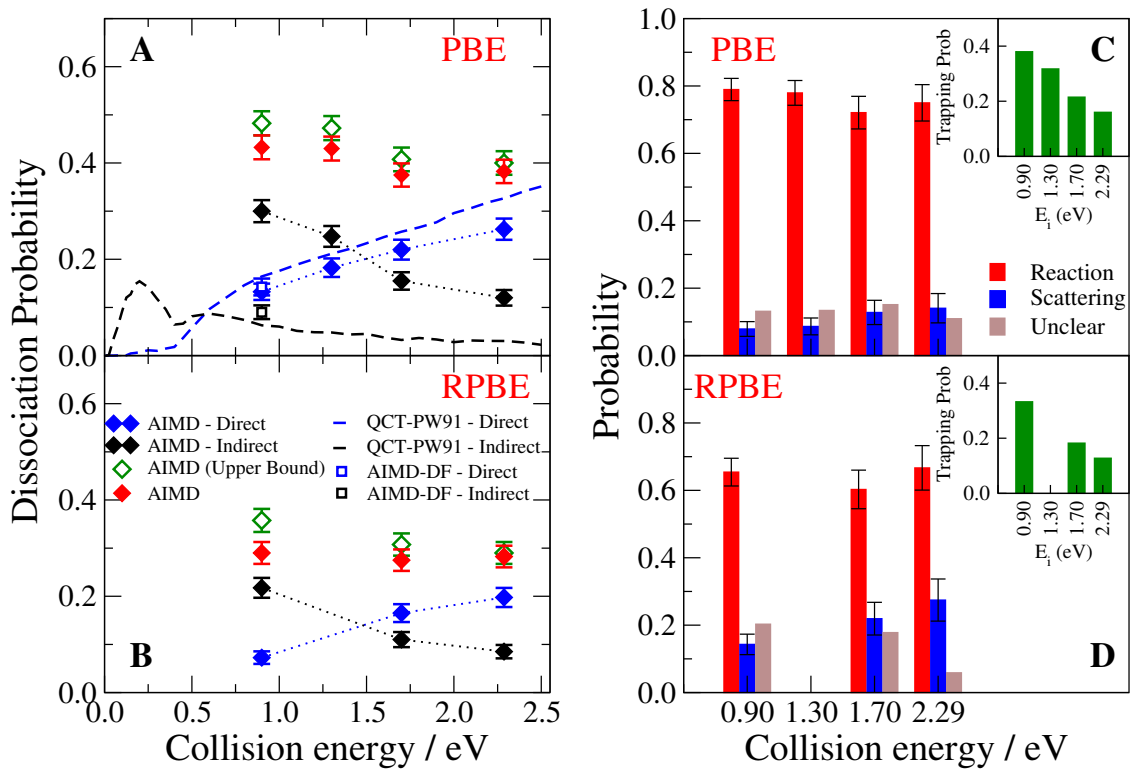 A
PBE
0.6
0.4
0.2
0.0
Dissociation Probability
B
RPBE
0.6
0.4
0.2
0.0
AIMD - Direct
AIMD - Indirect
AIMD (Upper Bound)
AIMD
QCT-PW91 - Direct
QCT-PW91 - Indirect
AIMD-DF - Direct
AIMD-DF - Indirect
0.0 0.5 1.0 1.5 2.0 2.5
Collision energy / eV
C
PBE
1.0
0.8
0.6
0.4
0.2
0.0
Probability
Trapping Prob
0.4
0.2
0.0
0.90 1.30 1.70 2.29
E_i (eV)
Reaction
Scattering
Unclear
D
RPBE
0.8
0.6
0.4
0.2
0.0
Trapping Prob
0.4
0.2
0.0
0.90 1.30 1.70 2.29
E_i (eV)
0.90 1.30 1.70 2.29
Collision energy / eV